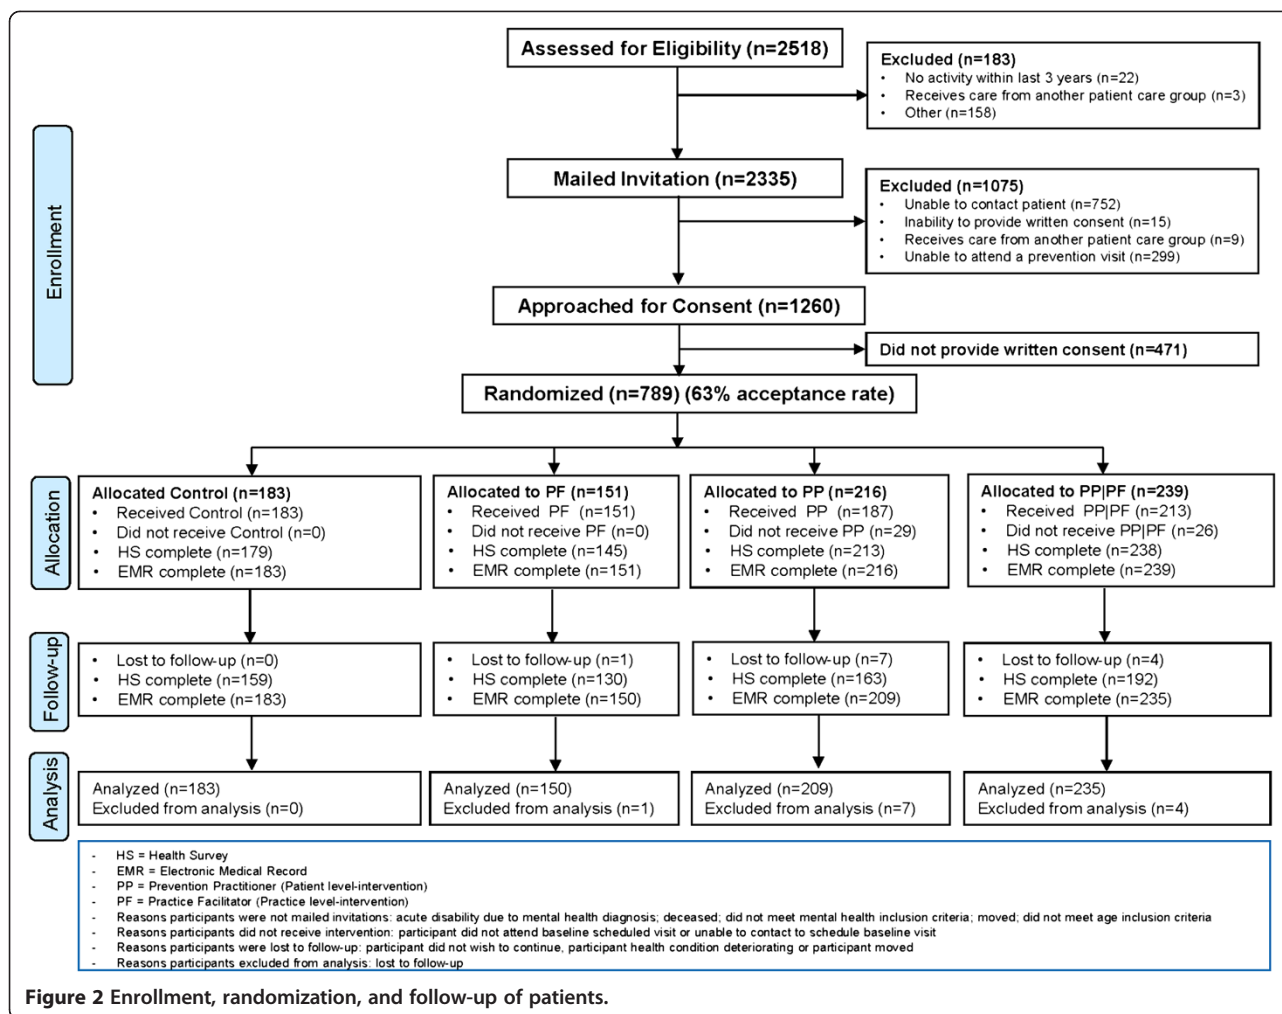 Assessed for Eligibility (n=2518)
Excluded (n=183)
• No activity within last 3 years (n=22)
• Receives care from another patient care group (n=3)
• Other (n=158)
Enrollment
Mailed Invitation (n=2335)
Excluded (n=1075)
• Unable to contact patient (n=752)
• Inability to provide written consent (n=15)
• Receives care from another patient care group (n=9)
• Unable to attend a prevention visit (n=299)
Approached for Consent (n=1260)
Did not provide written consent (n=471)
Randomized (n=789) (63% acceptance rate)
Allocation
Allocated Control (n=183)
• Received Control (n=183)
• Did not receive Control (n=0)
• HS complete (n=179)
• EMR complete (n=183)
Allocated to PF (n=151)
• Received PF (n=151)
• Did not receive PF (n=0)
• HS complete (n=145)
• EMR complete (n=151)
Allocated to PP (n=216)
• Received PP (n=187)
• Did not receive PP (n=29)
• HS complete (n=213)
• EMR complete (n=216)
Allocated to PP|PF (n=239)
• Received PP|PF (n=213)
• Did not receive PP|PF (n=26)
• HS complete (n=238)
• EMR complete (n=239)
Follow-up
• Lost to follow-up (n=0)
• HS complete (n=159)
• EMR complete (n=183)
• Lost to follow-up (n=1)
• HS complete (n=130)
• EMR complete (n=150)
• Lost to follow-up (n=7)
• HS complete (n=163)
• EMR complete (n=209)
• Lost to follow-up (n=4)
• HS complete (n=192)
• EMR complete (n=235)
Analysis
Analyzed (n=183)
Excluded from analysis (n=0)
Analyzed (n=150)
Excluded from analysis (n=1)
Analyzed (n=209)
Excluded from analysis (n=7)
Analyzed (n=235)
Excluded from analysis (n=4)
- HS = Health Survey
- EMR = Electronic Medical Record
- PP = Prevention Practitioner (Patient level-intervention)
- PF = Practice Facilitator (Practice level-intervention)
- Reasons participants were not mailed invitations: acute disability due to mental health diagnosis; deceased; did not meet mental health inclusion criteria; moved; did not meet age inclusion criteria
- Reasons participants did not receive intervention: participant did not attend baseline scheduled visit or unable to contact to schedule baseline visit
- Reasons participants were lost to follow-up: participant did not wish to continue, participant health condition deteriorating or participant moved
- Reasons participants excluded from analysis: lost to follow-up
Figure 2 Enrollment, randomization, and follow-up of patients.